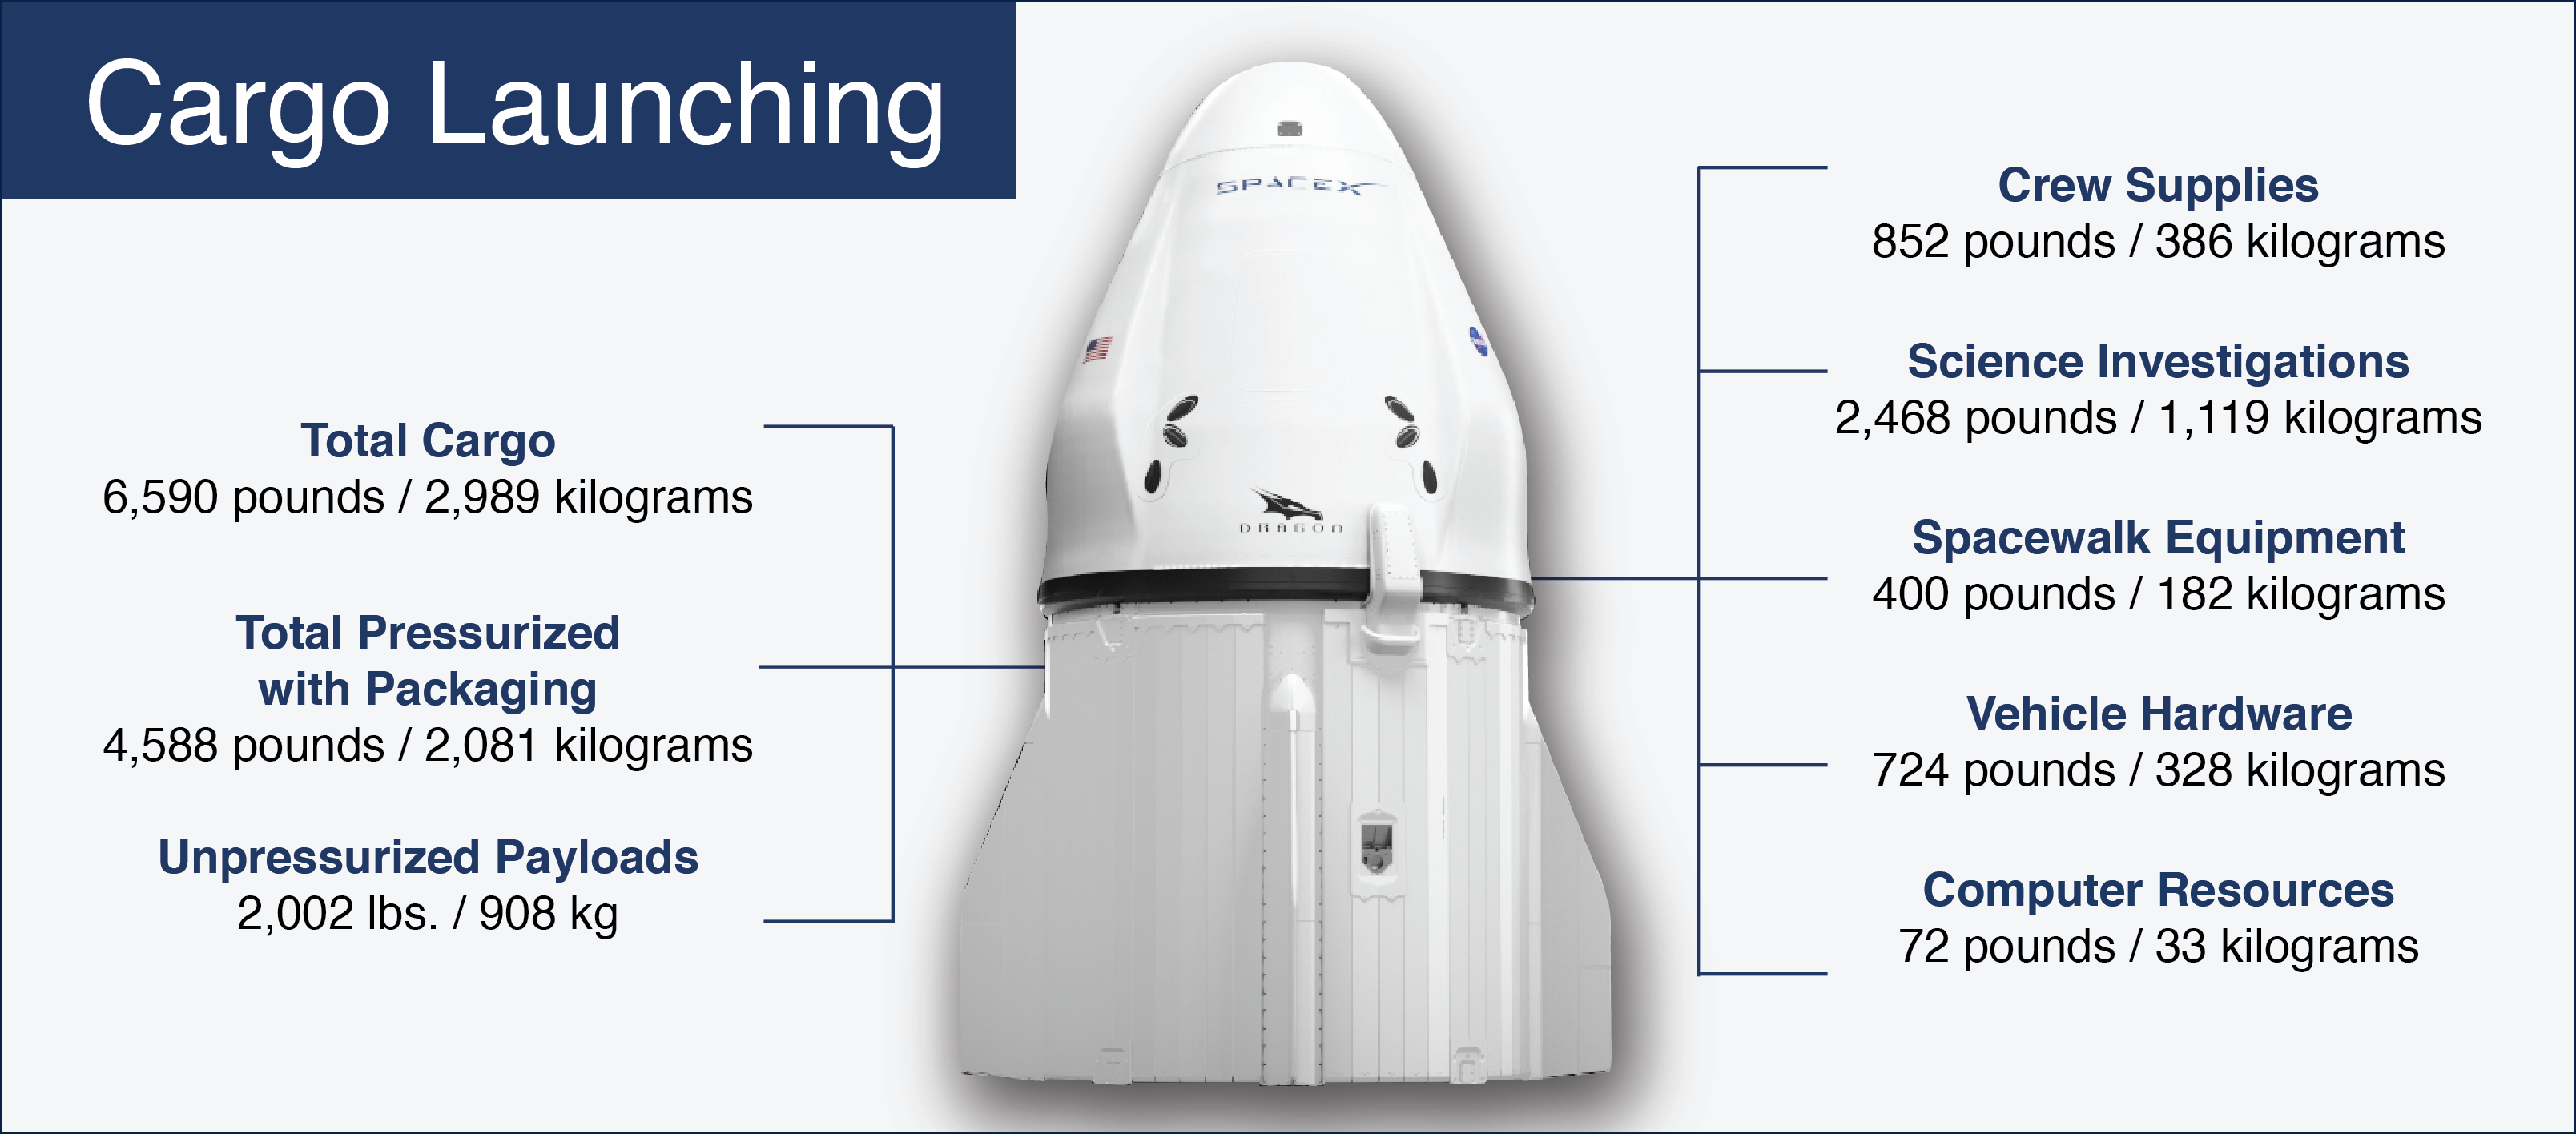 Cargo Launching
SPACEX
DRAGON
Total Cargo
6,590 pounds / 2,989 kilograms
Total Pressurized
with Packaging
4,588 pounds / 2,081 kilograms
Unpressurized Payloads
2,002 lbs. / 908 kg
Crew Supplies
852 pounds / 386 kilograms
Science Investigations
2,468 pounds / 1,119 kilograms
Spacewalk Equipment
400 pounds / 182 kilograms
Vehicle Hardware
724 pounds / 328 kilograms
Computer Resources
72 pounds / 33 kilograms